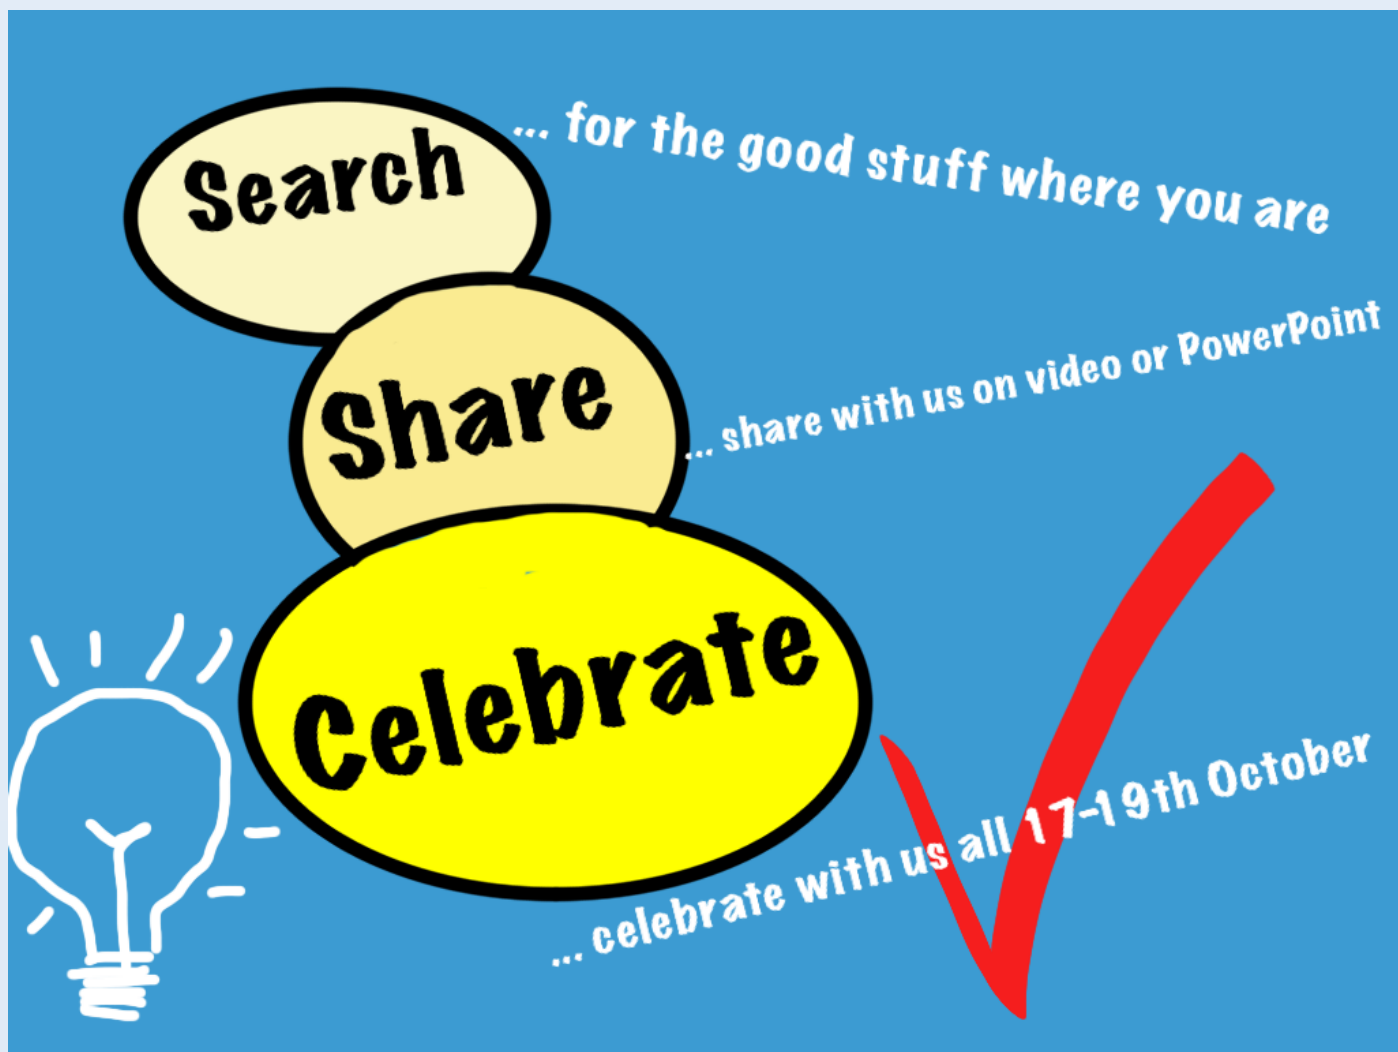 Search
... for the good stuff where you are
Share
... share with us on video or PowerPoint
Celebrate
... celebrate with us all 17-19th October